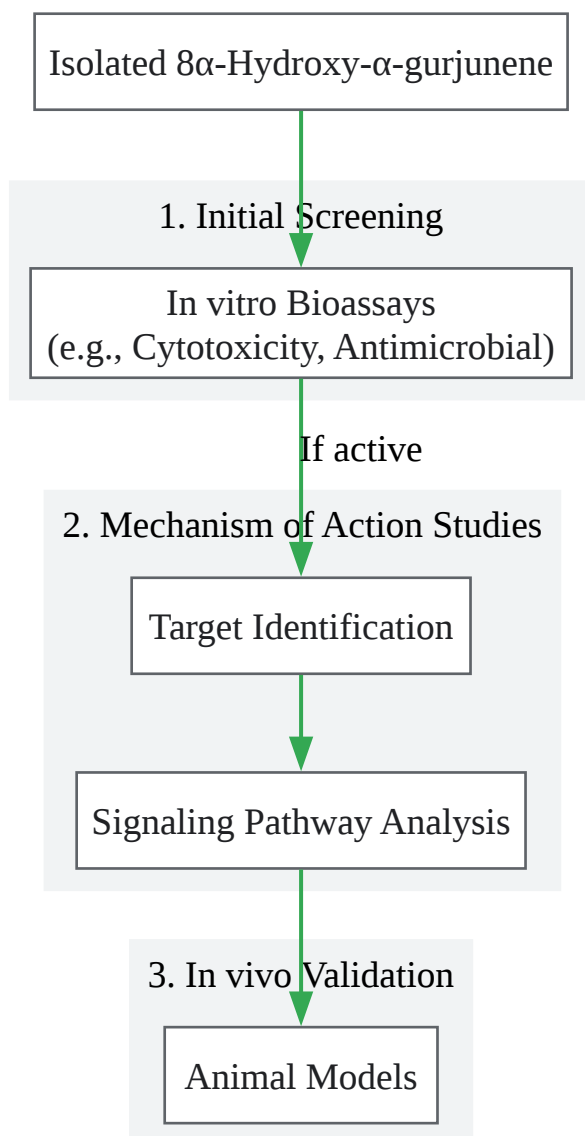 Isolated 8α-Hydroxy-α-gurjunene
1. Initial Screening
In vitro Bioassays
(e.g., Cytotoxicity, Antimicrobial)
If active
2. Mechanism of Action Studies
Target Identification
Signaling Pathway Analysis
3. In vivo Validation
Animal Models